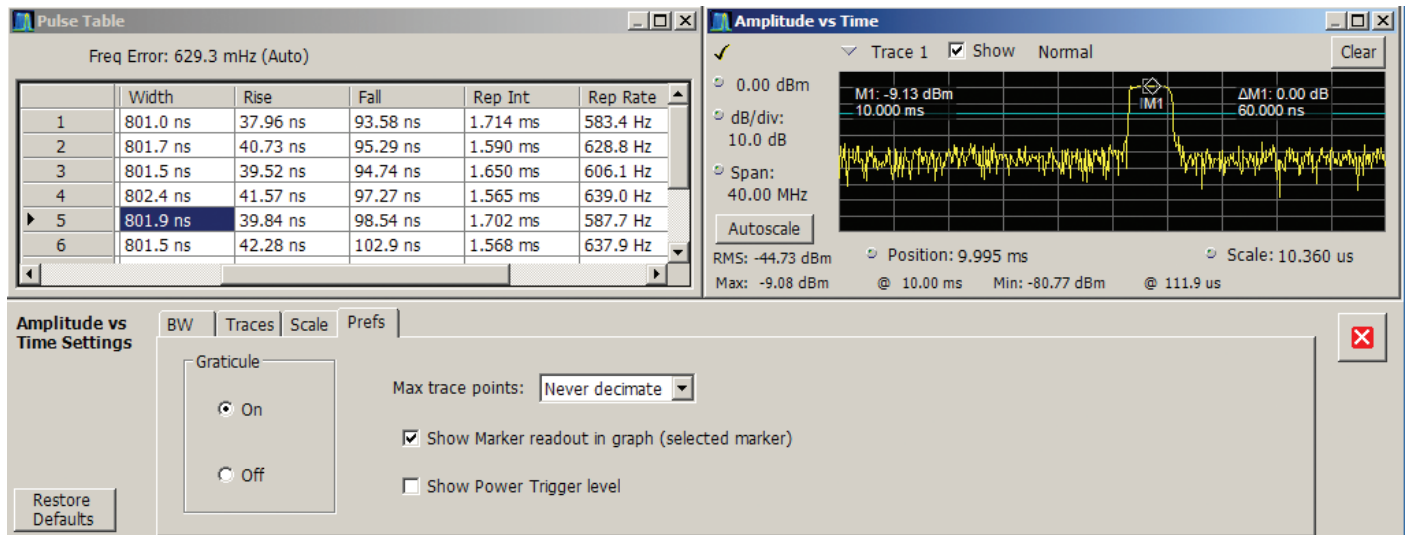 Pulse Table
Freq Error: 629.3 mHz (Auto)
Width Rise Fall Rep Int Rep Rate
1 801.0 ns 37.96 ns 93.58 ns 1.714 ms 583.4 Hz
2 801.7 ns 40.73 ns 95.29 ns 1.590 ms 628.8 Hz
3 801.5 ns 39.52 ns 94.74 ns 1.650 ms 606.1 Hz
4 802.4 ns 41.57 ns 97.27 ns 1.565 ms 639.0 Hz
5 801.9 ns 39.84 ns 98.54 ns 1.702 ms 587.7 Hz
6 801.5 ns 42.28 ns 102.9 ns 1.568 ms 637.9 Hz
Amplitude vs Time
Trace 1 Show Normal Clear
0.00 dBm
dB/div:
10.0 dB
Span:
40.00 MHz
Autoscale
M1: -9.13 dBm
10.000 ms
M1
ΔM1: 0.00 dB
60.000 ns
Position: 9.995 ms Scale: 10.360 us
RMS: -44.73 dBm
Max: -9.08 dBm @ 10.00 ms Min: -80.77 dBm @ 111.9 us
Amplitude vs
Time Settings
BW Traces Scale Prefs
Graticule
On
Off
Max trace points: Never decimate
Show Marker readout in graph (selected marker)
Show Power Trigger level
Restore
Defaults